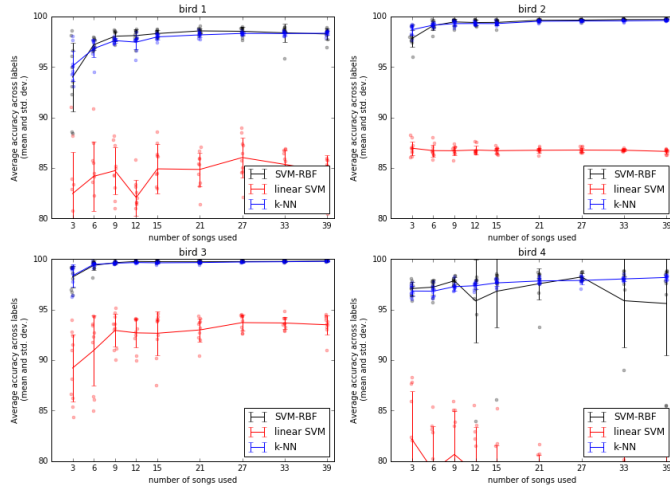 bird 1
Average accuracy across labels
(mean and std. dev.)
100
95
90
85
80
SVM-RBF
linear SVM
k-NN
3 6 9 12 15 21 27 33 39
number of songs used
bird 2
Average accuracy across labels
(mean and std. dev.)
100
95
90
85
80
SVM-RBF
linear SVM
k-NN
3 6 9 12 15 21 27 33 39
number of songs used
bird 3
Average accuracy across labels
(mean and std. dev.)
100
95
90
85
80
SVM-RBF
linear SVM
k-NN
3 6 9 12 15 21 27 33 39
number of songs used
bird 4
Average accuracy across labels
(mean and std. dev.)
100
95
90
85
80
SVM-RBF
linear SVM
k-NN
3 6 9 12 15 21 27 33 39
number of songs used